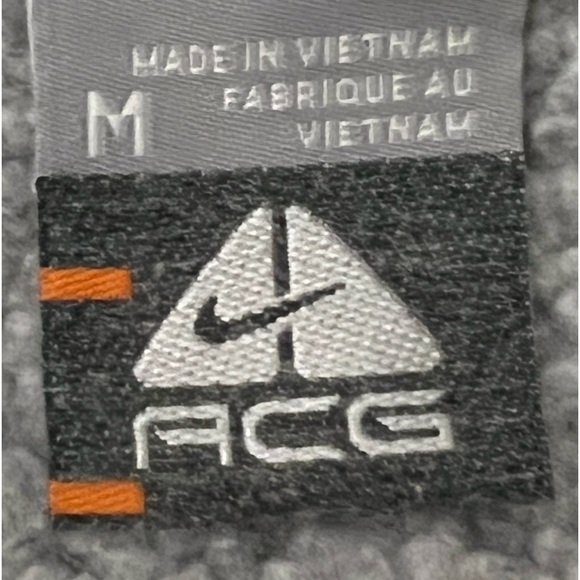 MADE IN VIETNAM
M
FABRIQUE AU
VIETNAM
ACG